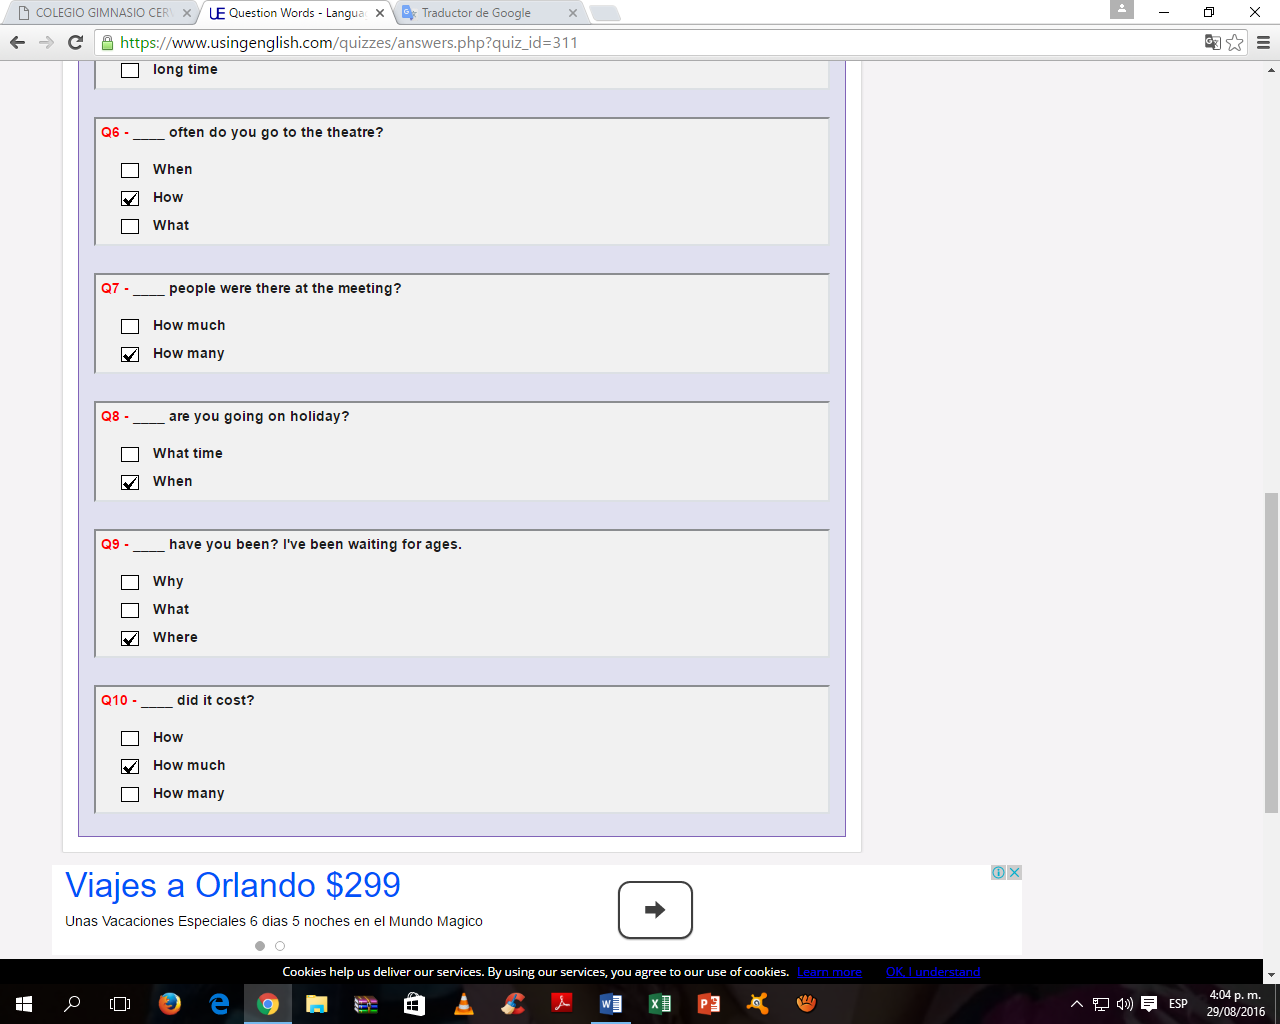 COLEGIO GIMNASIO CER
Question Words - Langua
Traductor de Google
https://www.usingenglish.com/quizzes/answers.php?quiz_id=311
long time
Q6 - ____ often do you go to the theatre?
When
How
What
Q7 - ____ people were there at the meeting?
How much
How many
Q8 - ____ are you going on holiday?
What time
When
Q9 - ____ have you been? I've been waiting for ages.
Why
What
Where
Q10 - ____ did it cost?
How
How much
How many
Viajes a Orlando $299
Unas Vacaciones Especiales 6 dias 5 noches en el Mundo Magico
Cookies help us deliver our services. By using our services, you agree to our use of cookies. Learn more OK, I understand
ESP
4:04 p. m.
29/08/2016